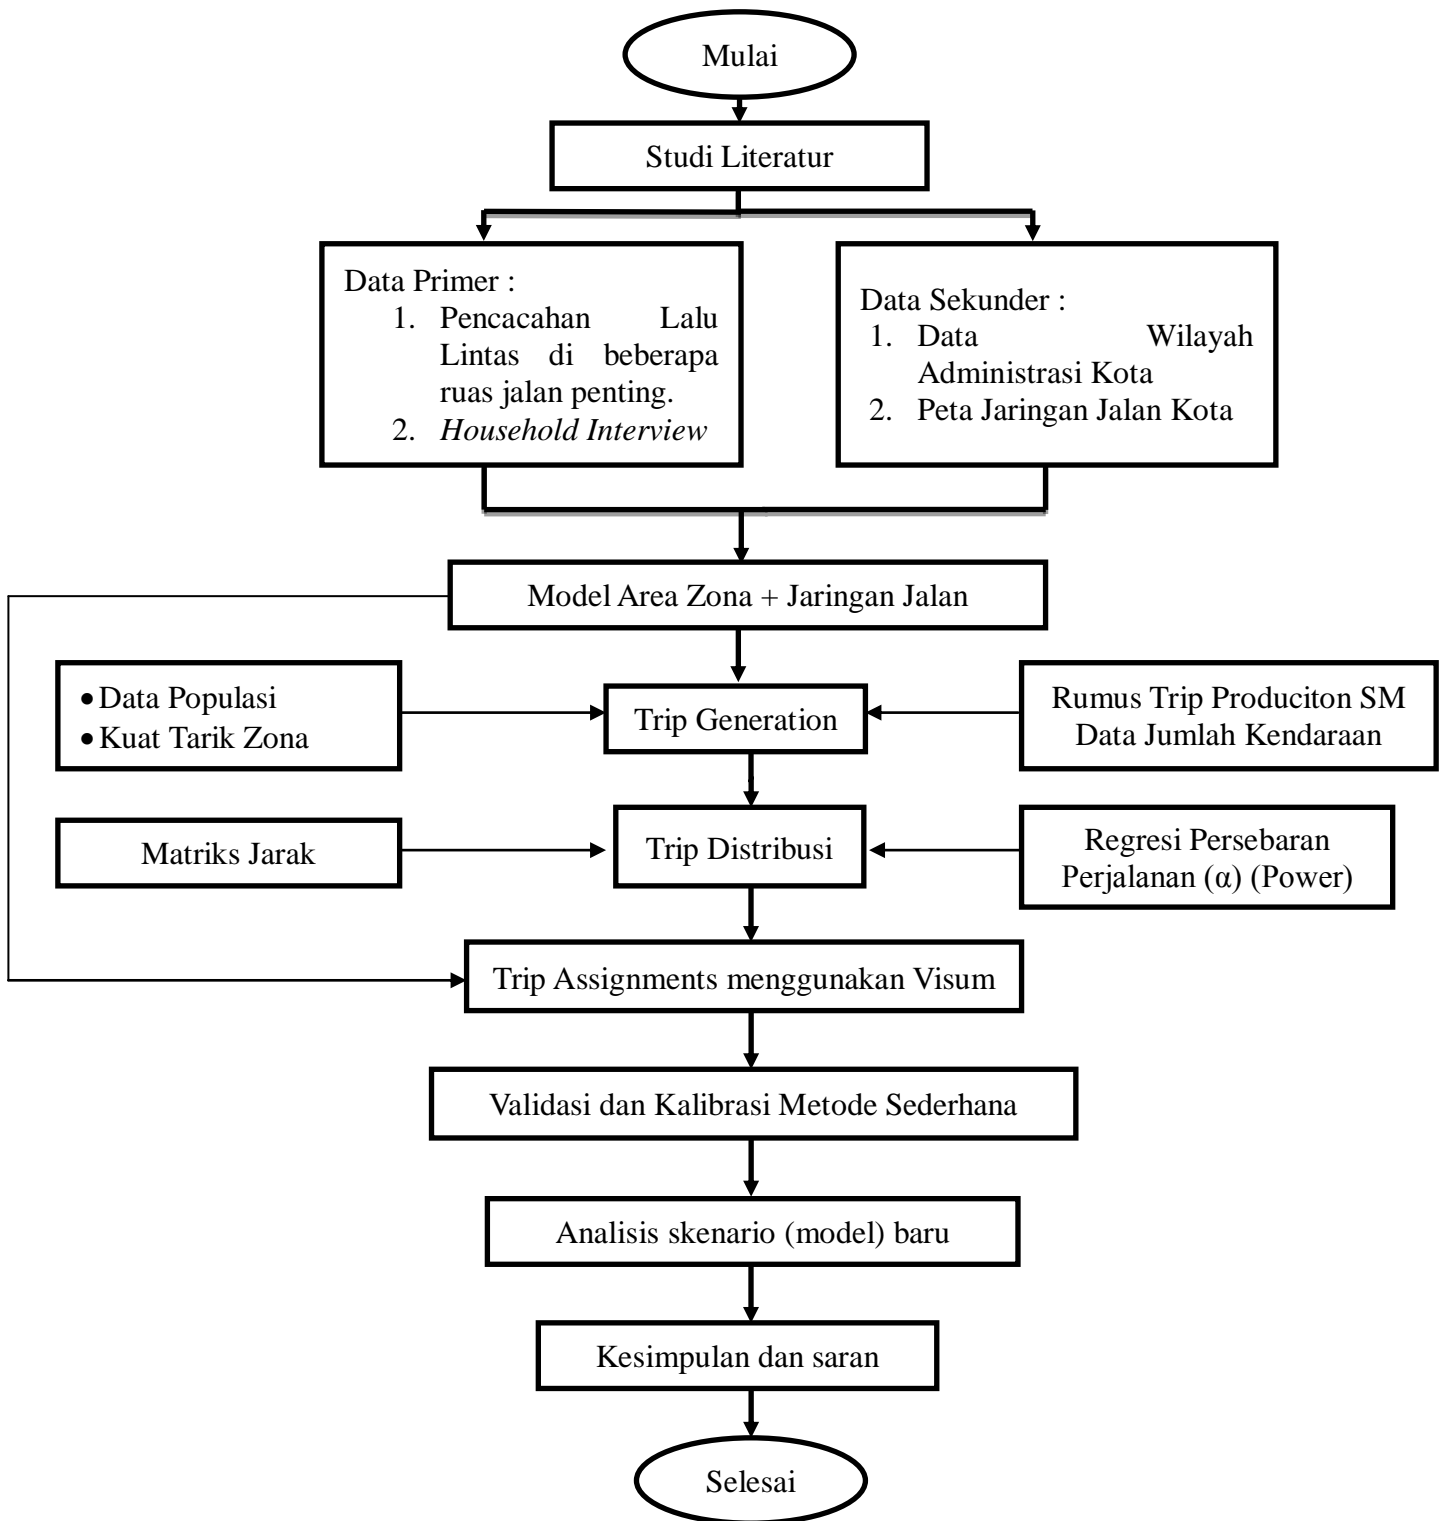 Mulai
Studi Literatur
Data Primer :
1. Pencacahan Lalu
Lintas di beberapa
ruas jalan penting.
2. Household Interview
Data Sekunder :
1. Data Wilayah
Administrasi Kota
2. Peta Jaringan Jalan Kota
Model Area Zona + Jaringan Jalan
• Data Populasi
• Kuat Tarik Zona
Trip Generation
Rumus Trip Produciton SM
Data Jumlah Kendaraan
Matriks Jarak
Trip Distribusi
Regresi Persebaran
Perjalanan (α) (Power)
Trip Assignments menggunakan Visum
Validasi dan Kalibrasi Metode Sederhana
Analisis skenario (model) baru
Kesimpulan dan saran
Selesai